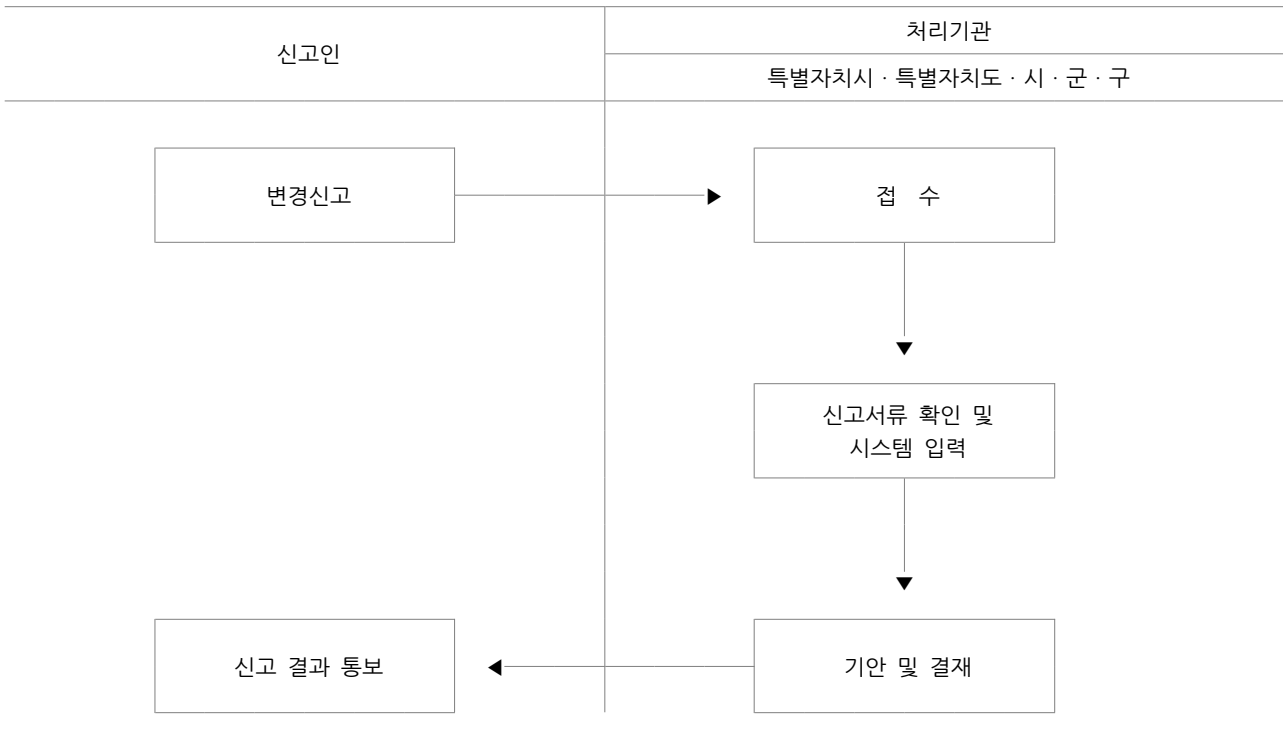 신고인
처리기관
특별자치시 · 특별자치도 · 시 · 군 · 구
변경신고
접 수
신고서류 확인 및
시스템 입력
신고 결과 통보
기안 및 결재